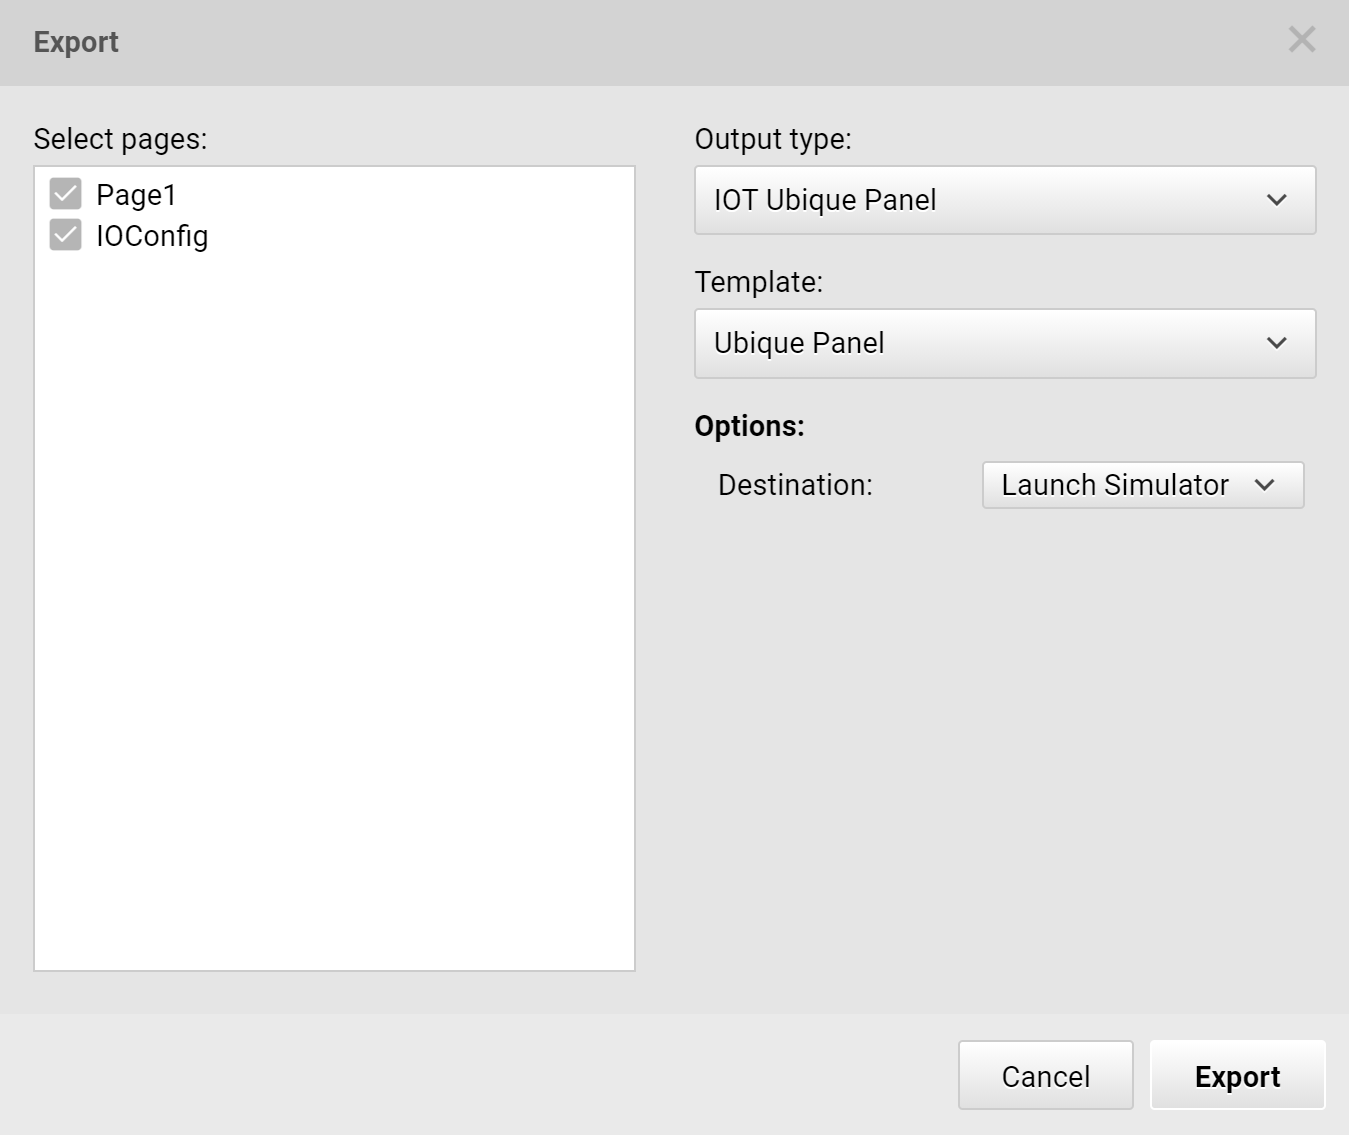 Export
Select pages:
Page1
IOConfig
Output type:
IOT Ubique Panel
Template:
Ubique Panel
Options:
Destination:
Launch Simulator
Cancel
Export